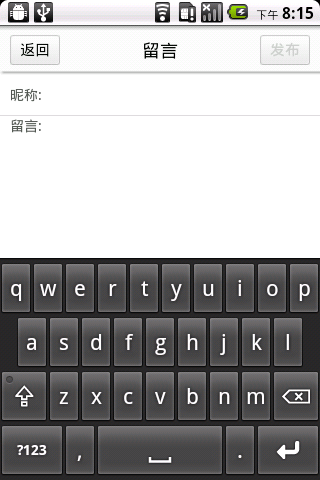 下午 8:15
返回 留言 发布
昵称:
留言:
q w e r t y u i o p
a s d f g h j k l
z x c v b n m
?123 , .